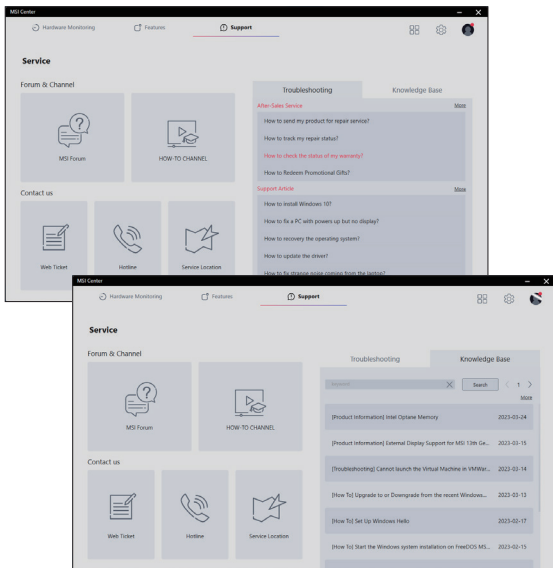 MSI Center
Hardware Monitoring
Features
Support
Service
Forum & Channel
MSI Forum
HOW-TO CHANNEL
Contact us
Web Ticket
Hotline
Service Location
Troubleshooting
Knowledge Base
After-Sales Service
More
How to send my product for repair service?
How to track my repair status?
How to check the status of my warranty?
How to Redeem Promotional Gifts?
Support Article
More
How to install Windows 10?
How to fix a PC with powers up but no display?
How to recovery the operating system?
How to update the driver?
How to fix strange noise coming from the laptop?
MSI Center
Hardware Monitoring
Features
Support
Service
Forum & Channel
MSI Forum
HOW-TO CHANNEL
Contact us
Web Ticket
Hotline
Service Location
Troubleshooting
Knowledge Base
Search
1
More
[Product Information] Intel Optane Memory 2023-03-24
[Product Information] External Display Support for MSI 13th Ge... 2023-03-15
[Troubleshooting] Cannot launch the Virtual Machine in VMWar... 2023-03-14
[How To] Upgrade to or Downgrade from the recent Windows... 2023-03-13
[How To] Set Up Windows Hello 2023-02-17
[How To] Start the Windows system installation on FreeDOS MS... 2023-02-15